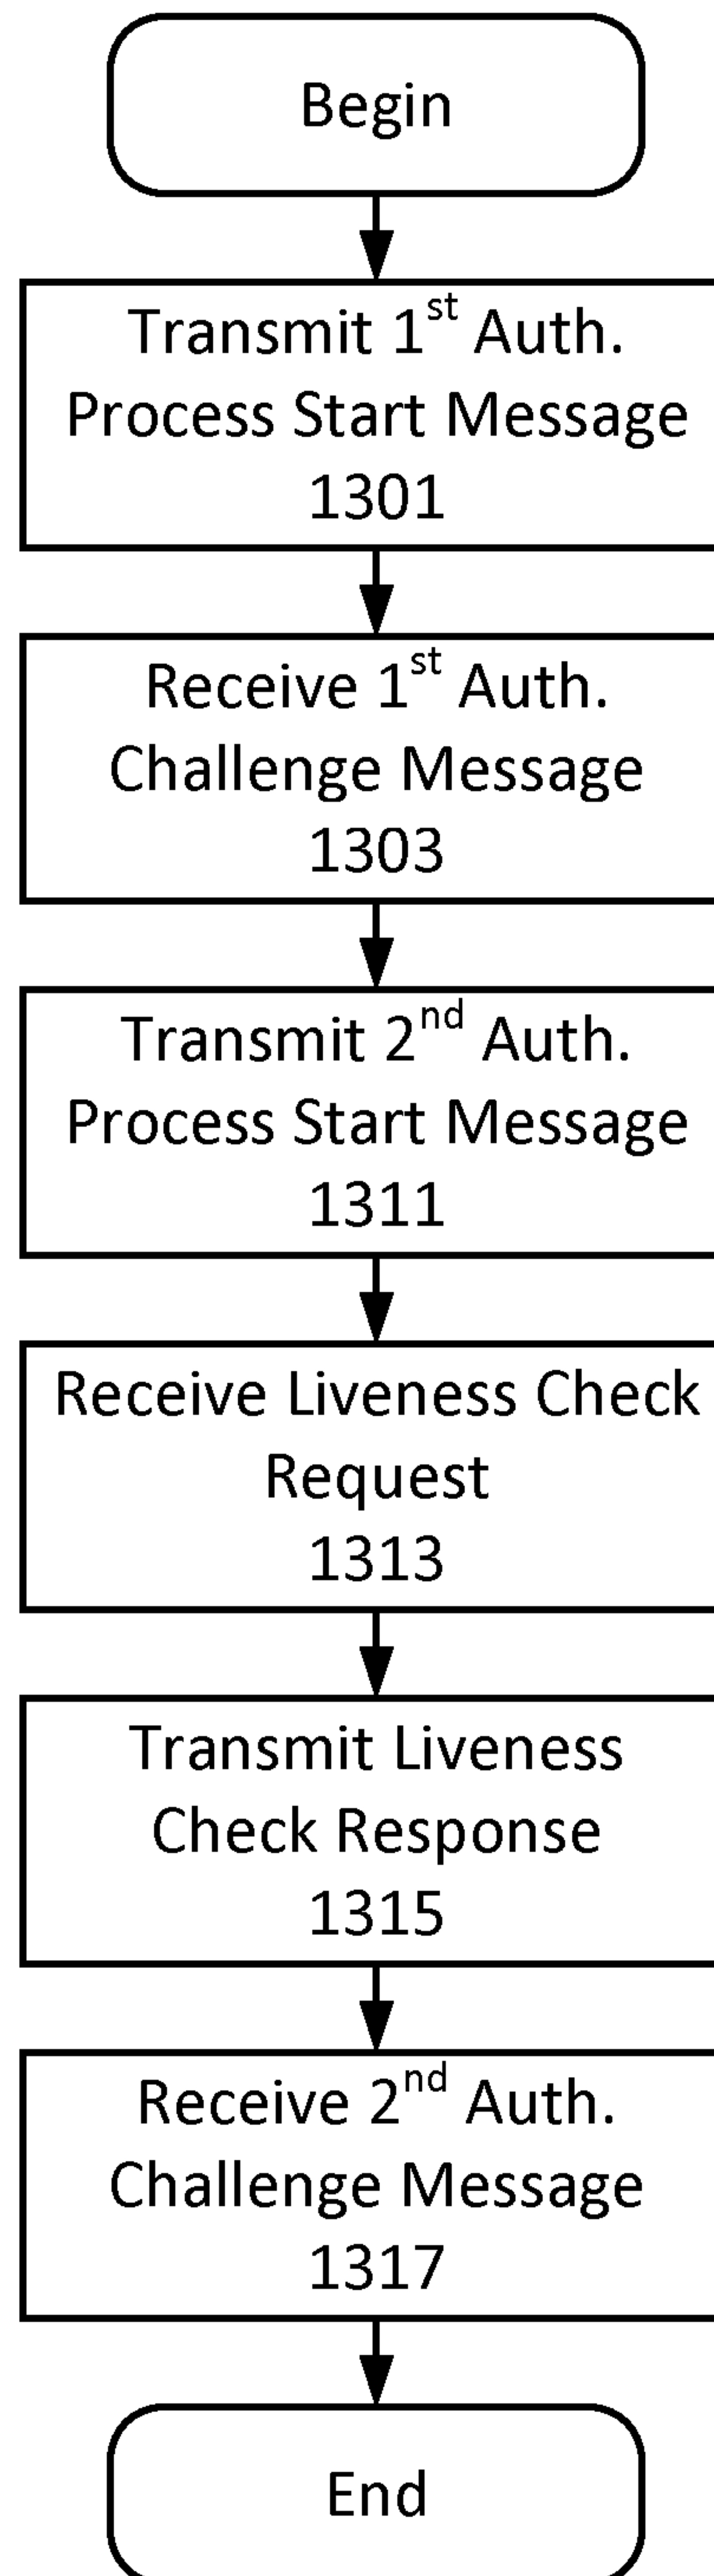 Begin
Transmit 1st Auth.
Process Start Message
1301
Receive 1st Auth.
Challenge Message
1303
Transmit 2nd Auth.
Process Start Message
1311
Receive Liveness Check
Request
1313
Transmit Liveness
Check Response
1315
Receive 2nd Auth.
Challenge Message
1317
End